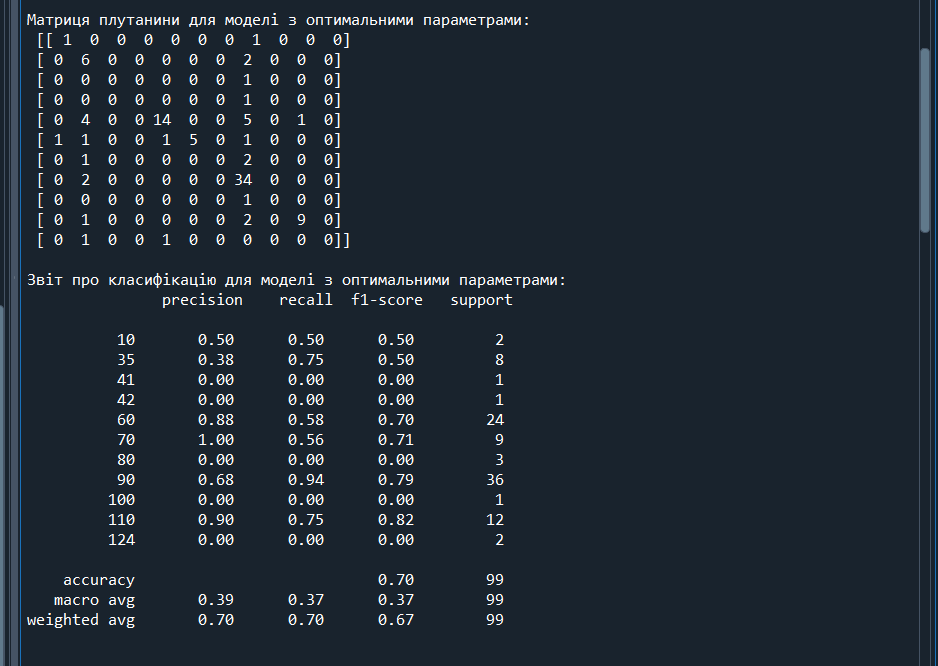 Матриця плутанини для моделі з оптимальними параметрами:
[[ 1 0 0 0 0 0 0 1 0 0 0]
[ 0 6 0 0 0 0 0 2 0 0 0]
[ 0 0 0 0 0 0 0 1 0 0 0]
[ 0 0 0 0 0 0 0 1 0 0 0]
[ 0 4 0 0 14 0 0 5 0 1 0]
[ 1 1 0 0 1 5 0 1 0 0 0]
[ 0 1 0 0 0 0 0 2 0 0 0]
[ 0 2 0 0 0 0 0 34 0 0 0]
[ 0 0 0 0 0 0 0 1 0 0 0]
[ 0 1 0 0 0 0 0 2 0 9 0]
[ 0 1 0 0 1 0 0 0 0 0 0]]
Звіт про класифікацію для моделі з оптимальними параметрами:
precision recall f1-score support
10 0.50 0.50 0.50 2
35 0.38 0.75 0.50 8
41 0.00 0.00 0.00 1
42 0.00 0.00 0.00 1
60 0.88 0.58 0.70 24
70 1.00 0.56 0.71 9
80 0.00 0.00 0.00 3
90 0.68 0.94 0.79 36
100 0.00 0.00 0.00 1
110 0.90 0.75 0.82 12
124 0.00 0.00 0.00 2
accuracy 0.70 99
macro avg 0.39 0.37 0.37 99
weighted avg 0.70 0.70 0.67 99